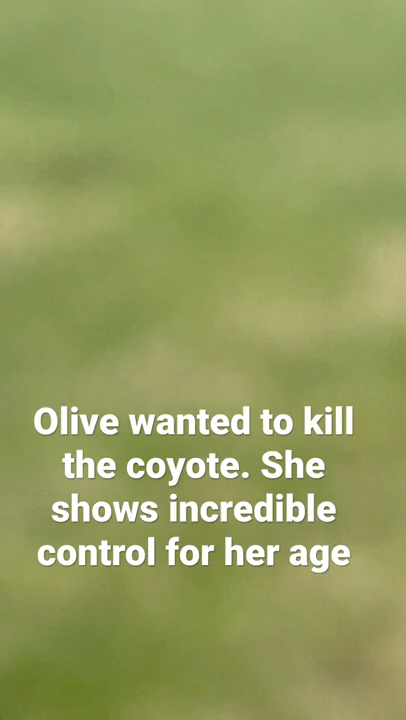 Olive wanted to kill
the coyote. She
shows incredible
control for her age